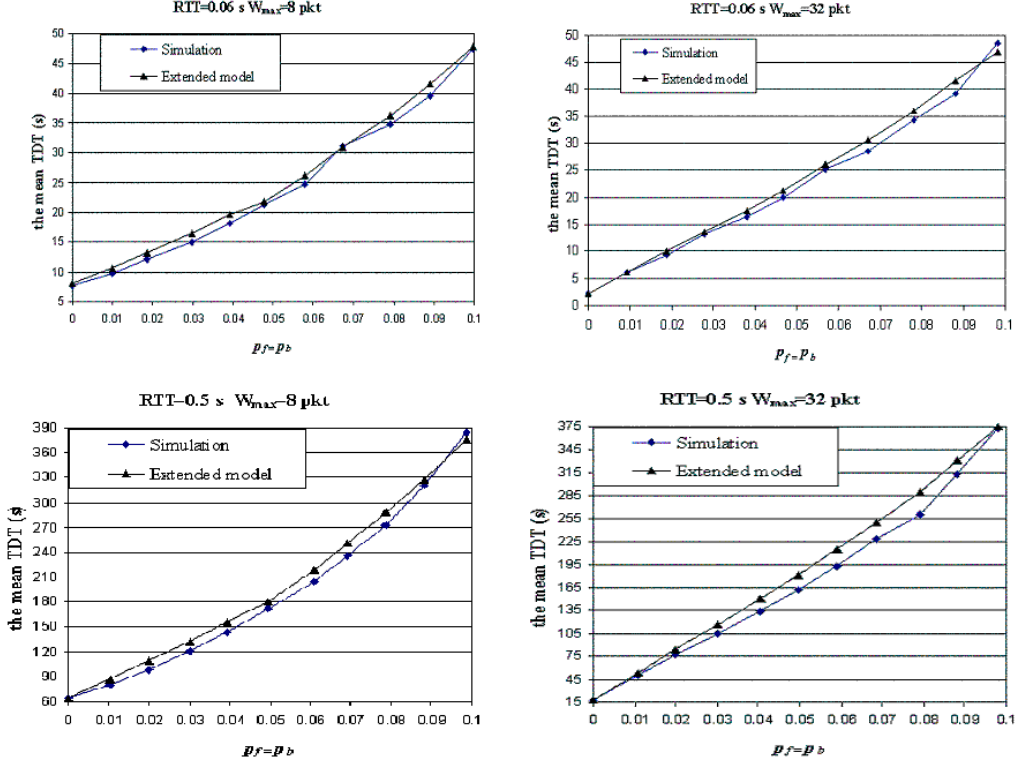 RTT=0.06 s Wmax=8 pkt
50
45
40
35
30
25
20
15
10
5
the mean TDT (s)
Simulation
Extended model
0 0.01 0.02 0.03 0.04 0.05 0.06 0.07 0.08 0.09 0.1
pf=pb
RTT=0.06 s Wmax=32 pkt
50
45
40
35
30
25
20
15
10
5
0
the mean TDT (s)
Simulation
Extended model
0 0.01 0.02 0.03 0.04 0.05 0.06 0.07 0.08 0.09 0.1
pf=pb
RTT=0.5 s Wmax=8 pkt
390
360
330
300
270
240
210
180
150
120
90
60
the mean TDT (s)
Simulation
Extended model
0 0.01 0.02 0.03 0.04 0.05 0.06 0.07 0.08 0.09 0.1
pf=pb
RTT=0.5 s Wmax=32 pkt
375
345
315
285
255
225
195
165
135
105
75
45
15
the mean TDT (s)
Simulation
Extended model
0 0.01 0.02 0.03 0.04 0.05 0.06 0.07 0.08 0.09 0.1
pf=pb